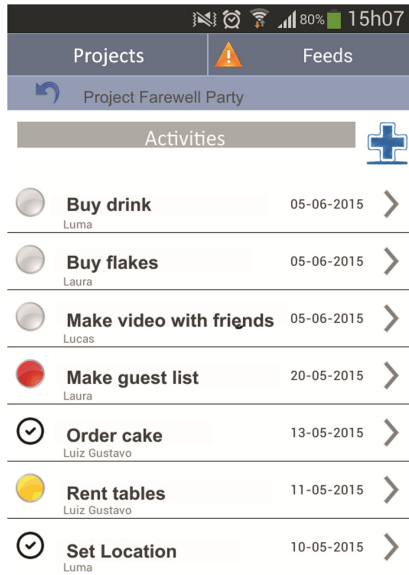 80% 15h07
Projects Feeds
Project Farewell Party
Activities
Buy drink 05-06-2015
Luma
Buy flakes 05-06-2015
Laura
Make video with friends 05-06-2015
Lucas
Make guest list 20-05-2015
Laura
Order cake 13-05-2015
Luiz Gustavo
Rent tables 11-05-2015
Luiz Gustavo
Set Location 10-05-2015
Luma